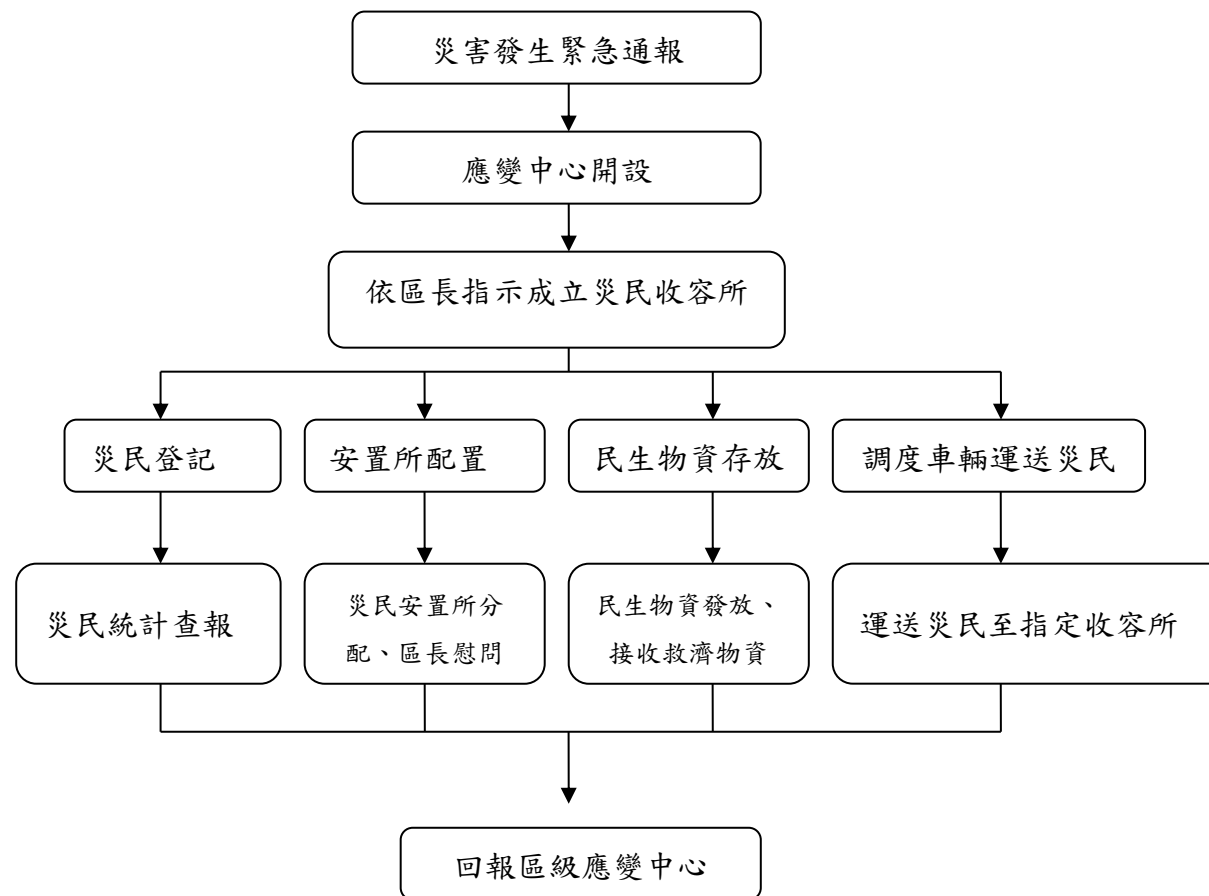 災害發生緊急通報
應變中心開設
依區長指示成立災民收容所
災民登記
安置所配置
民生物資存放
調度車輛運送災民
災民統計查報
災民安置所分
配、區長慰問
民生物資發放、
接收救濟物資
運送災民至指定收容所
回報區級應變中心